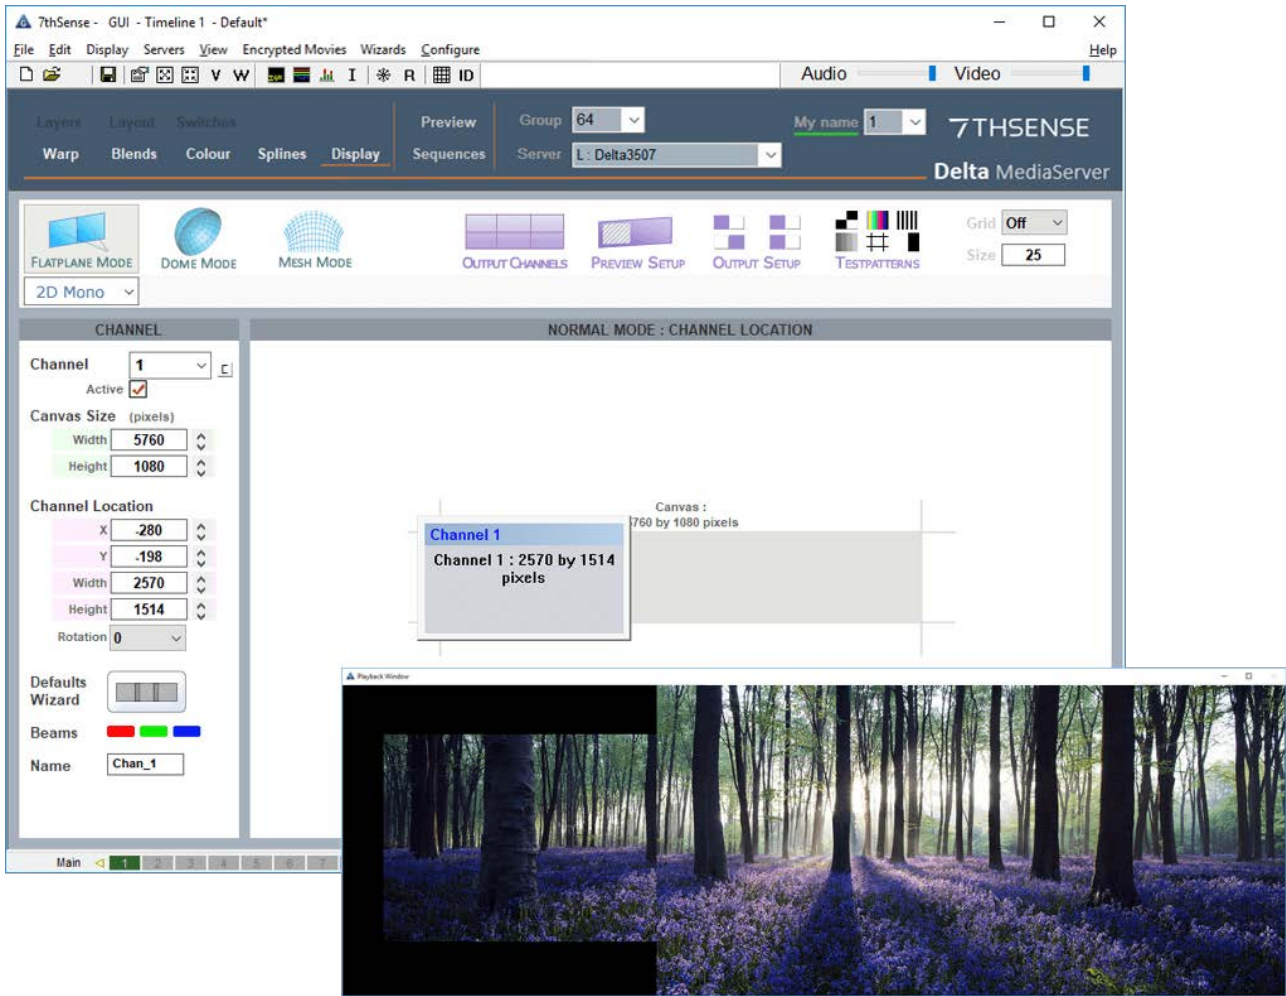 7thSense - GUI - Timeline 1 - Default*
File Edit Display Servers View Encrypted Movies Wizards Configure Help
V W I R ID Audio Video
Layers Layout Switches Preview Group 64 My name 1 7THSENSE
Warp Blends Colour Splines Display Sequences Server L : Delta3507 Delta MediaServer
FLATPLANE MODE DOME MODE MESH MODE OUTPUT CHANNELS PREVIEW SETUP OUTPUT SETUP TESTPATTERNS
Grid Off
Size 25
2D Mono
CHANNEL
NORMAL MODE : CHANNEL LOCATION
Channel 1
Active
Canvas Size (pixels)
Width 5760
Height 1080
Channel Location
X -280
Y -198
Width 2570
Height 1514
Rotation 0
Defaults
Wizard
Beams
Name Chan_1
Canvas :
760 by 1080 pixels
Channel 1
Channel 1 : 2570 by 1514
pixels
Main 1 2 3 4 5 6 7
Playback Window